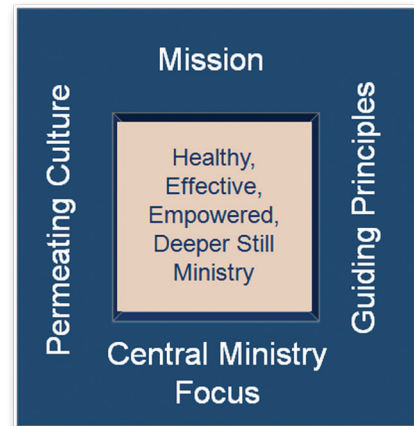 Mission
Permeating Culture
Healthy,
Effective,
Empowered,
Deeper Still
Ministry
Guiding Principles
Central Ministry
Focus